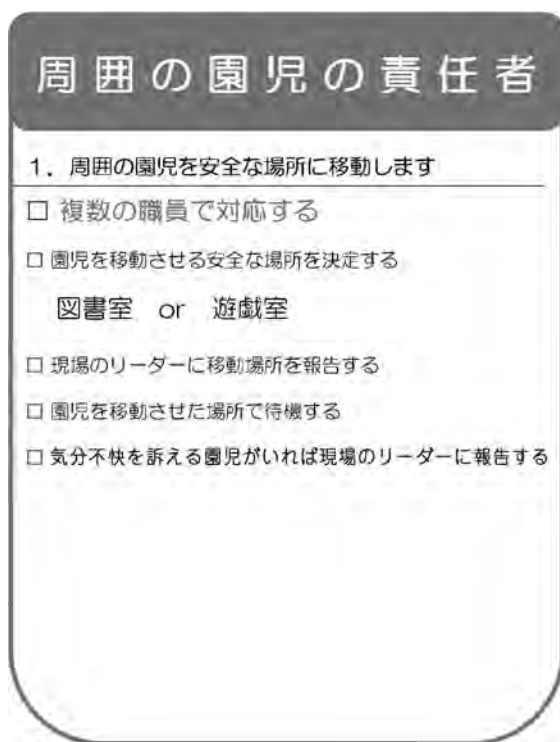 周囲の園児の責任者
1．周囲の園児を安全な場所に移動します
□ 複数の職員で対応する
□ 園児を移動させる安全な場所を決定する
図書室　or　遊戯室
□ 現場のリーダーに移動場所を報告する
□ 園児を移動させた場所で待機する
□ 気分不快を訴える園児がいれば現場のリーダーに報告する